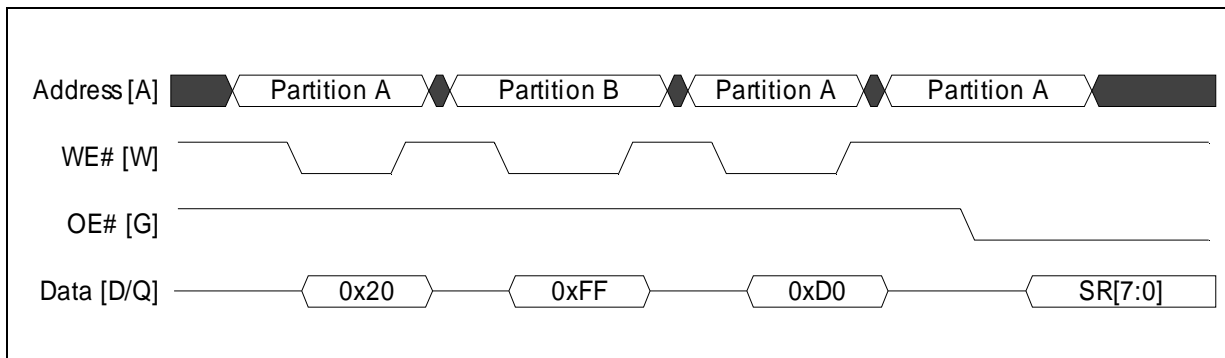 Address [A] Partition A Partition B Partition A Partition A
WE# [W]
OE# [G]
Data [D/Q] 0x20 0xFF 0xD0 SR[7:0]